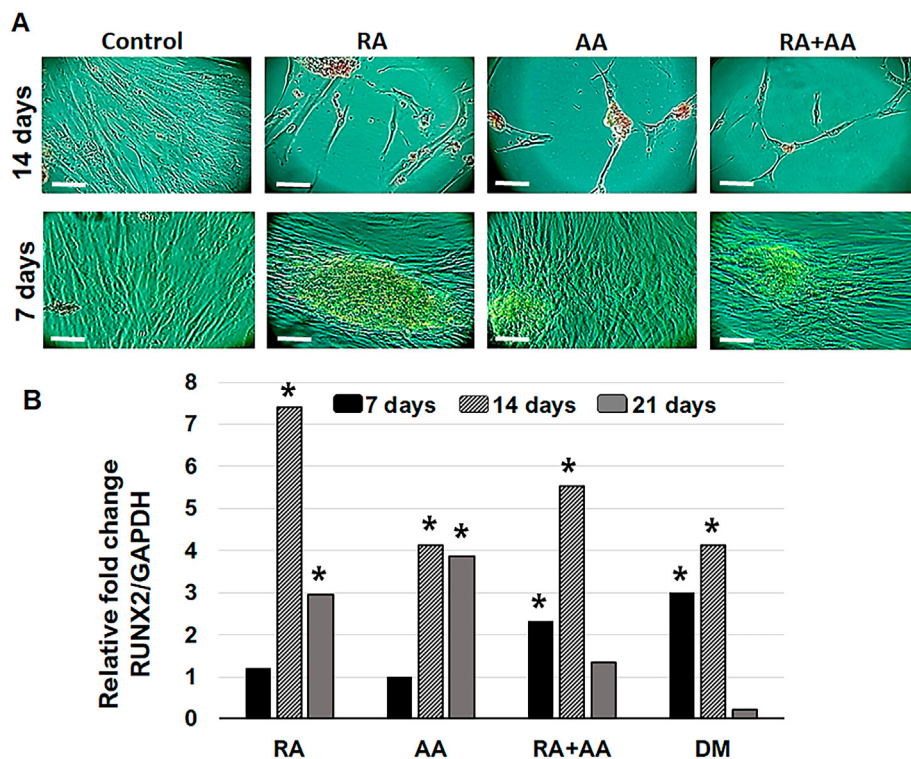 A
Control RA AA RA+AA
14 days
7 days
B
8
7 days 14 days 21 days
7
6
5
4
3
2
1
0
Relative fold change
RUNX2/GAPDH
* * * * * * *
RA AA RA+AA DM